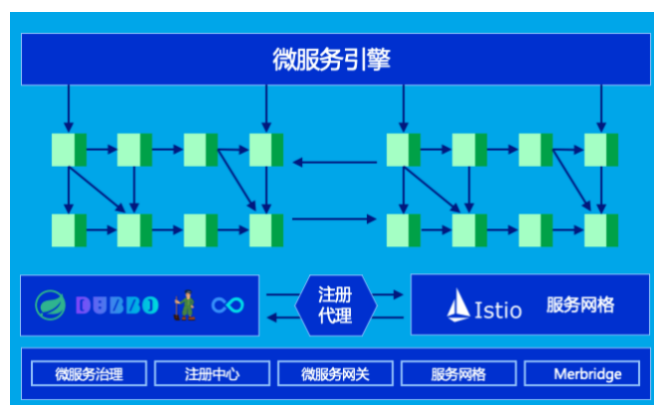 微服务引擎
DUBBO
注册
代理
Istio
服务网格
微服务治理
注册中心
微服务网关
服务网格
Merbridge